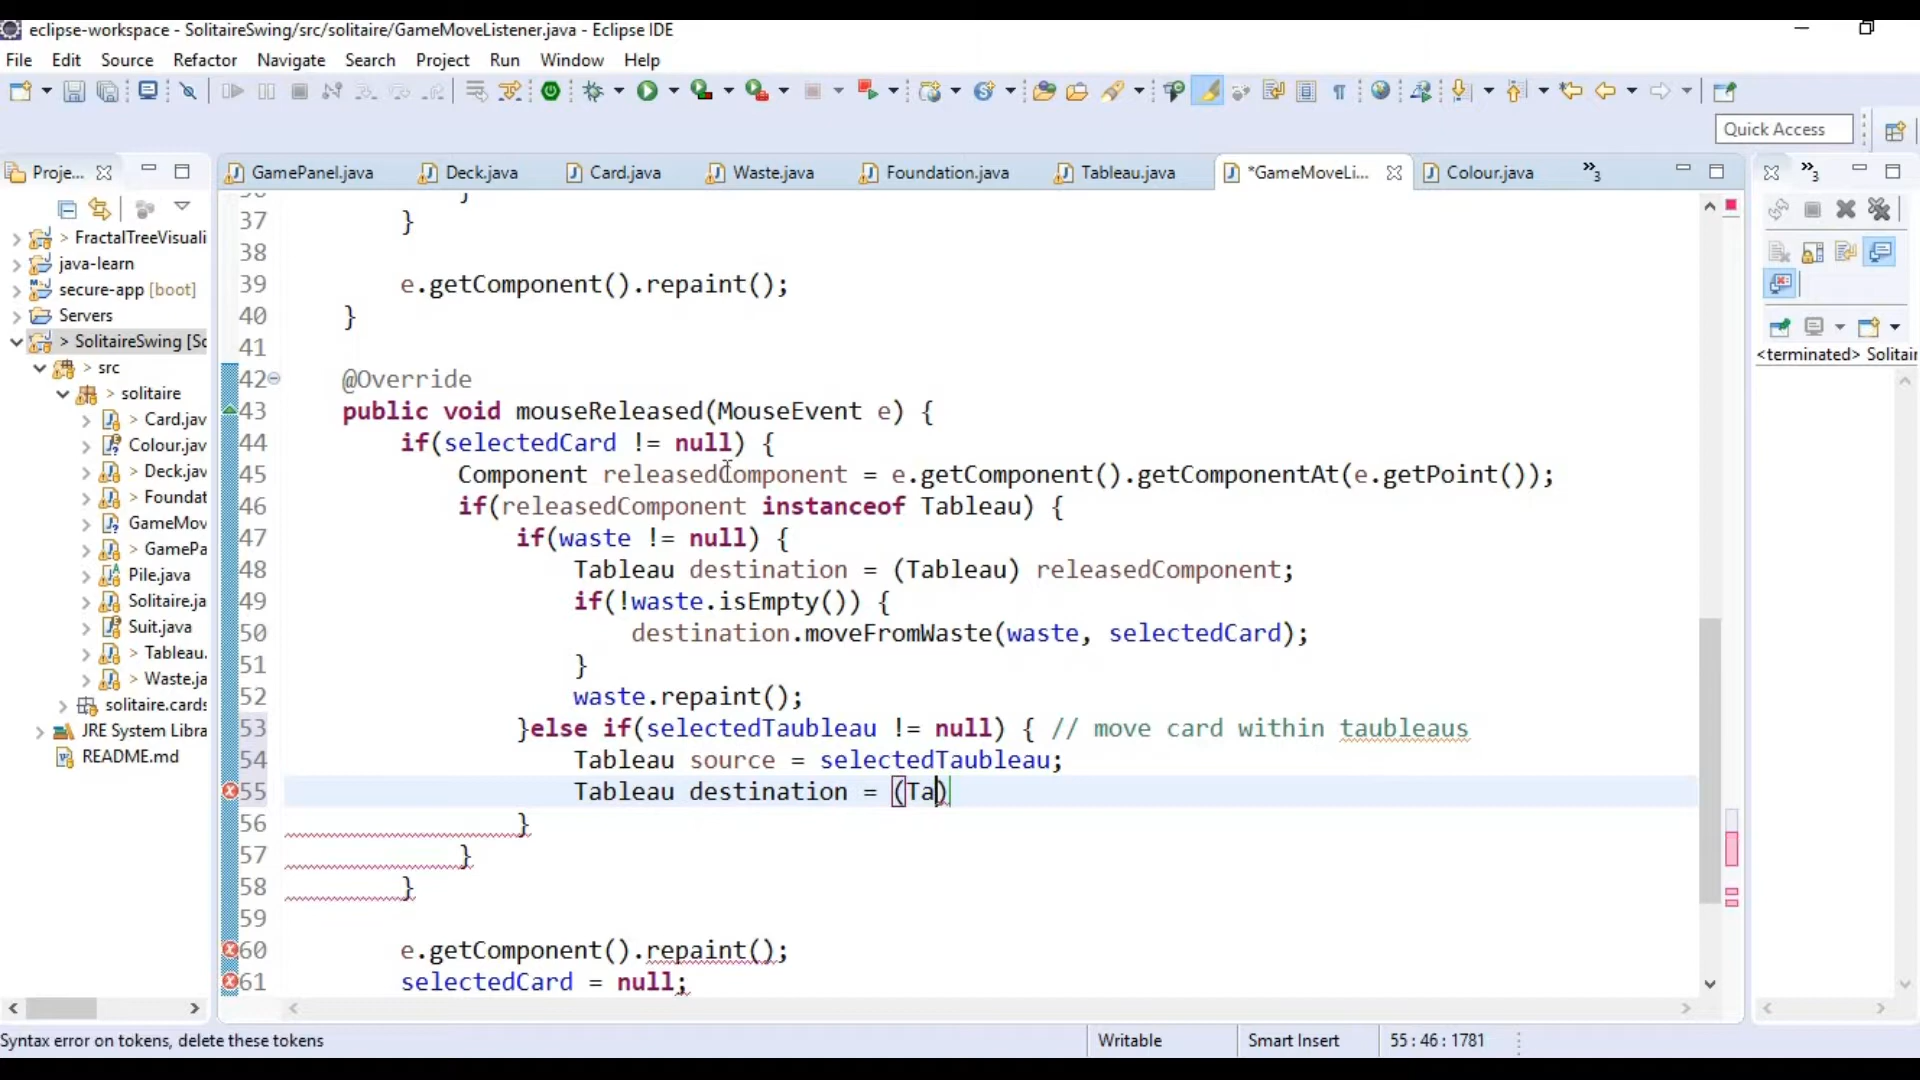 eclipse-workspace - SolitaireSwing/src/solitaire/GameMoveListener.java - Eclipse IDE
File Edit Source Refactor Navigate Search Project Run Window Help
Quick Access
Proje...
GamePanel.java Deck.java Card.java Waste.java Foundation.java Tableau.java *GameMoveLi... Colour.java »3 »3
> FractalTreeVisuali
java-learn
secure-app [boot]
Servers
> SolitaireSwing [So
> src
> solitaire
> Card.jav
Colour.jav
> Deck.jav
> Foundat
GameMov
> GamePa
Pile.java
Solitaire.ja
Suit.java
> Tableau.
> Waste.ja
solitaire.cards
JRE System Libra
README.md
<terminated> Solitair
37 }
38
39 e.getComponent().repaint();
40 }
41
42 @Override
43 public void mouseReleased(MouseEvent e) {
44 if(selectedCard != null) {
45 Component releasedComponent = e.getComponent().getComponentAt(e.getPoint());
46 if(releasedComponent instanceof Tableau) {
47 if(waste != null) {
48 Tableau destination = (Tableau) releasedComponent;
49 if(!waste.isEmpty()) {
50 destination.moveFromWaste(waste, selectedCard);
51 }
52 waste.repaint();
53 }else if(selectedTaubleau != null) { // move card within taubleaus
54 Tableau source = selectedTaubleau;
55 Tableau destination = (Ta)
56 }
57 }
58 }
59
60 e.getComponent().repaint();
61 selectedCard = null;
Syntax error on tokens, delete these tokens
Writable
Smart Insert
55 : 46 : 1781